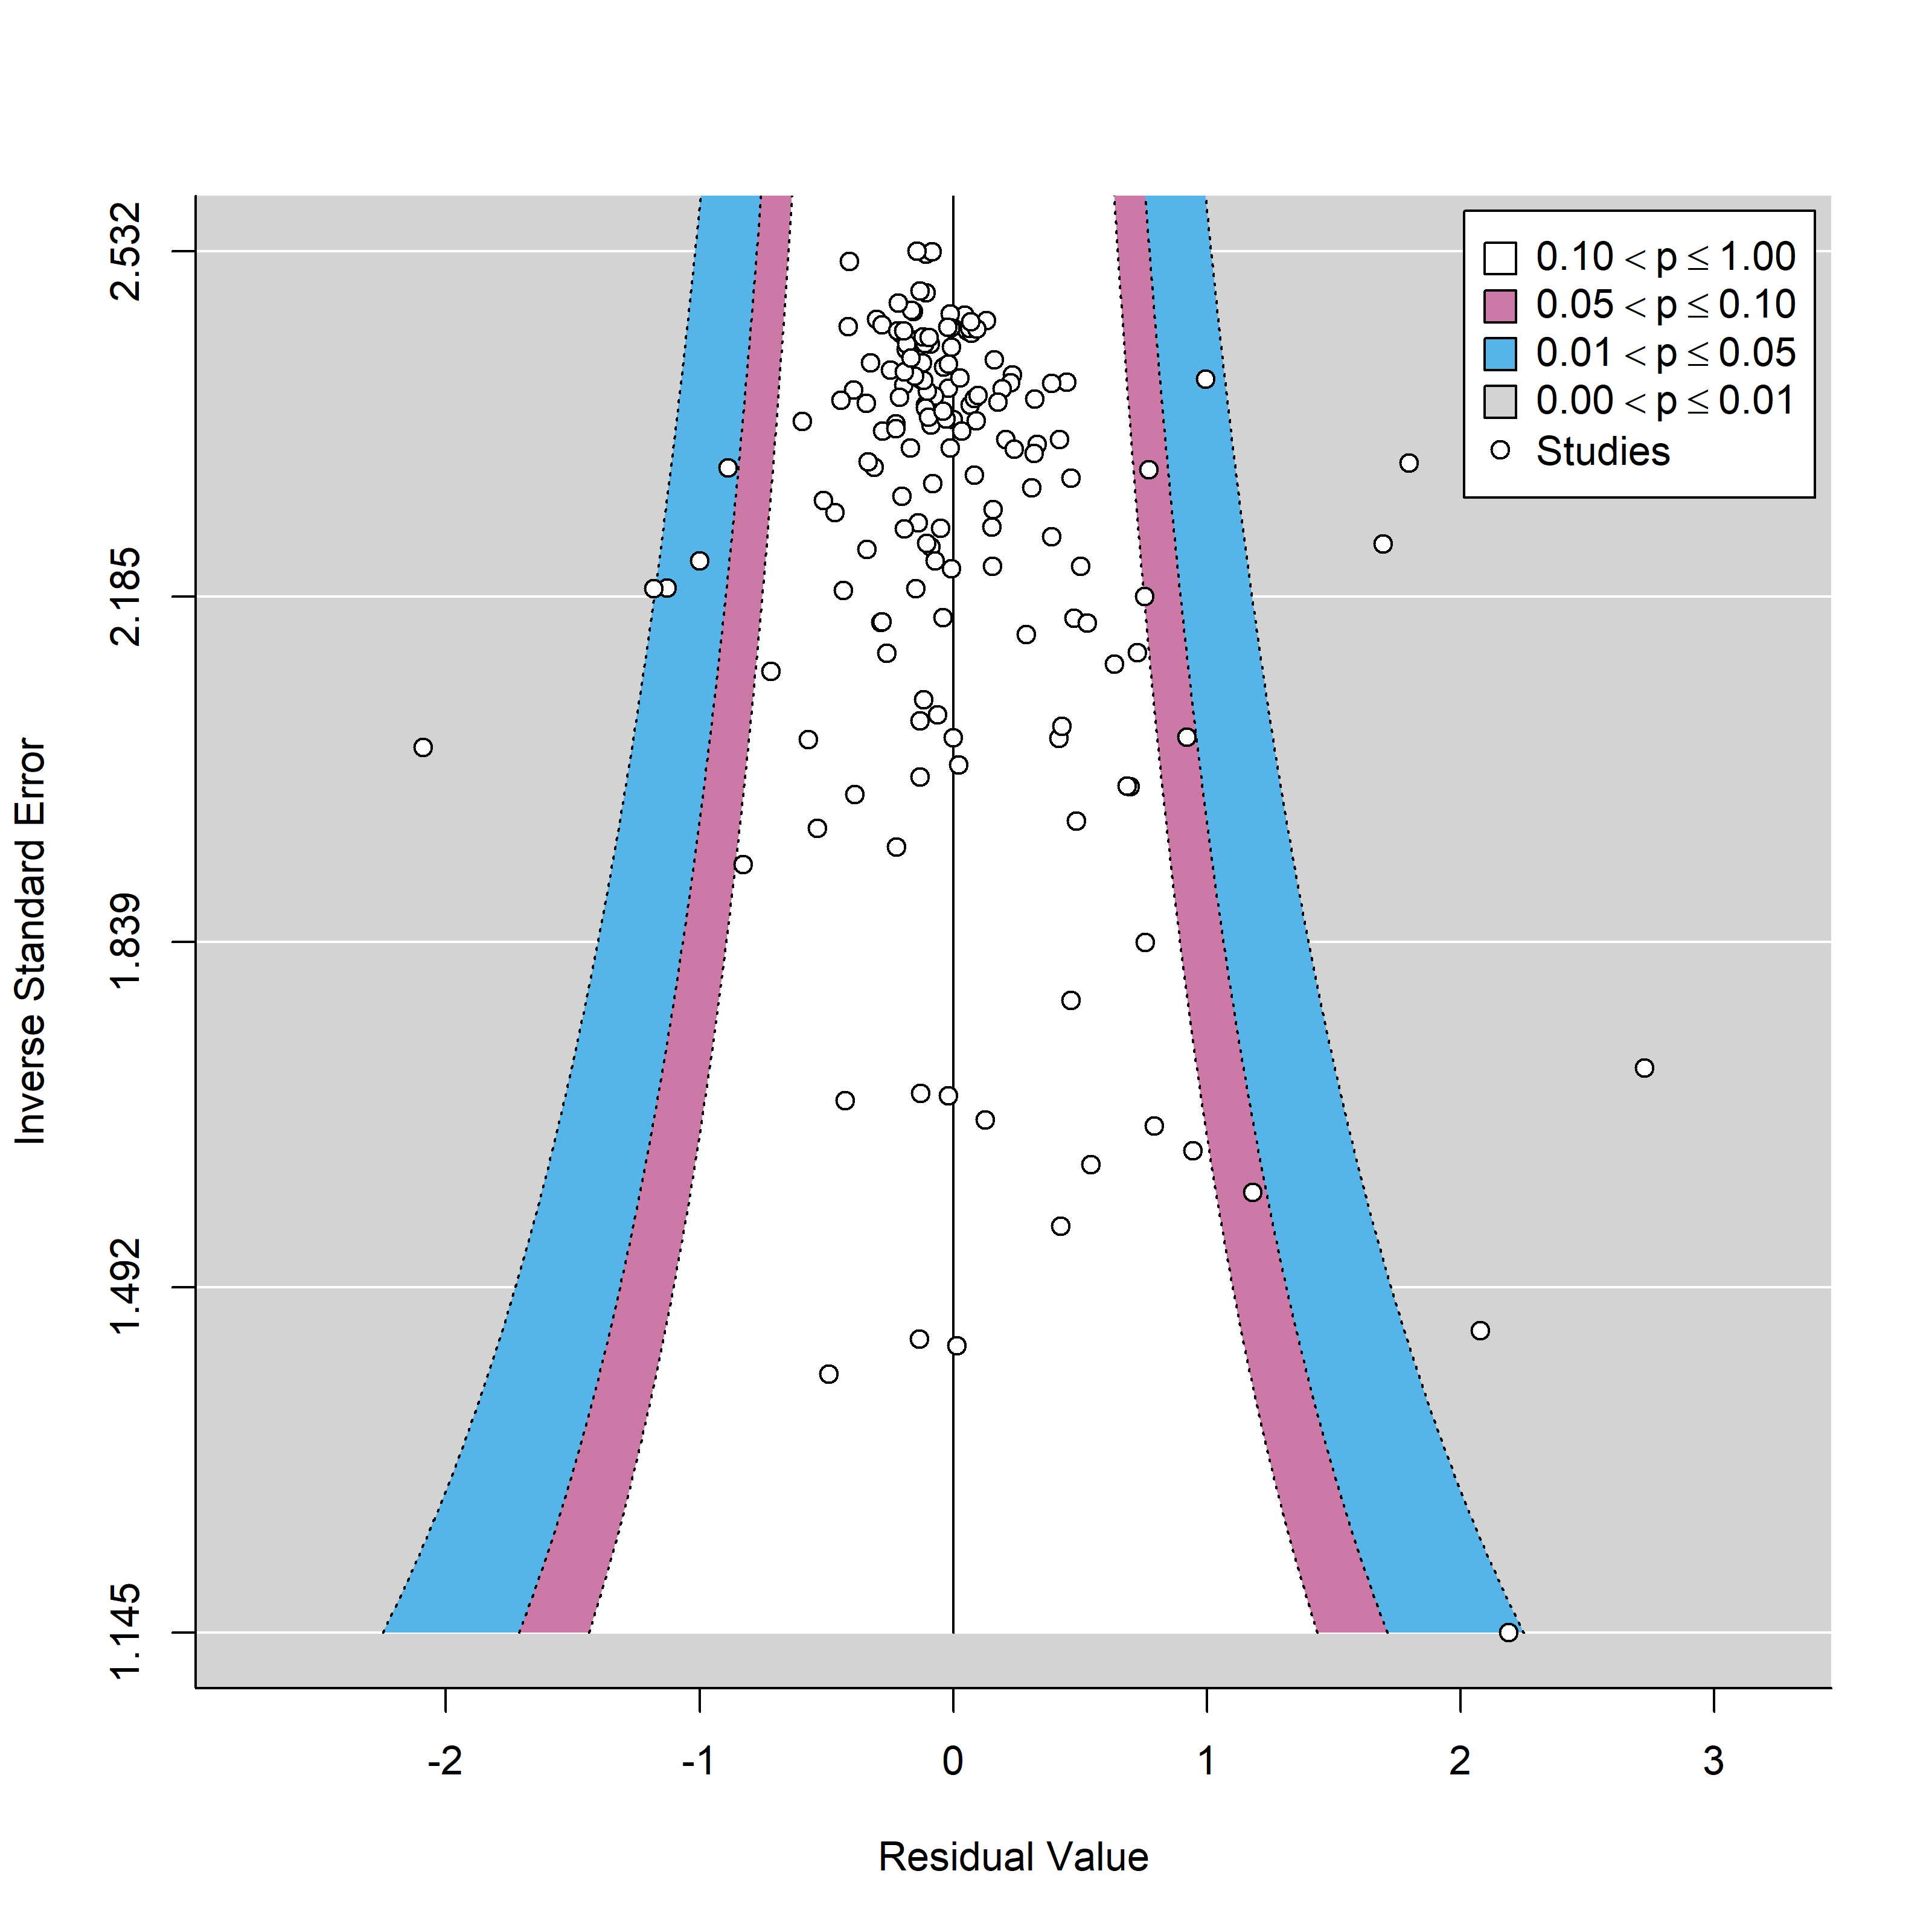 0.10 < p ≤ 1.00
0.05 < p ≤ 0.10
0.01 < p ≤ 0.05
0.00 < p ≤ 0.01
Studies
2.532
2.185
1.839
1.492
1.145
Inverse Standard Error
-2 -1 0 1 2 3
Residual Value